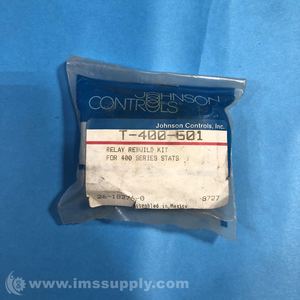 JOHNSON
CONTROLS
Johnson Controls, Inc.
T-400-601
RELAY REBUILD KIT
FOR 400 SERIES STATS
8727
Assembled in Mexico
© www.imssupply.com